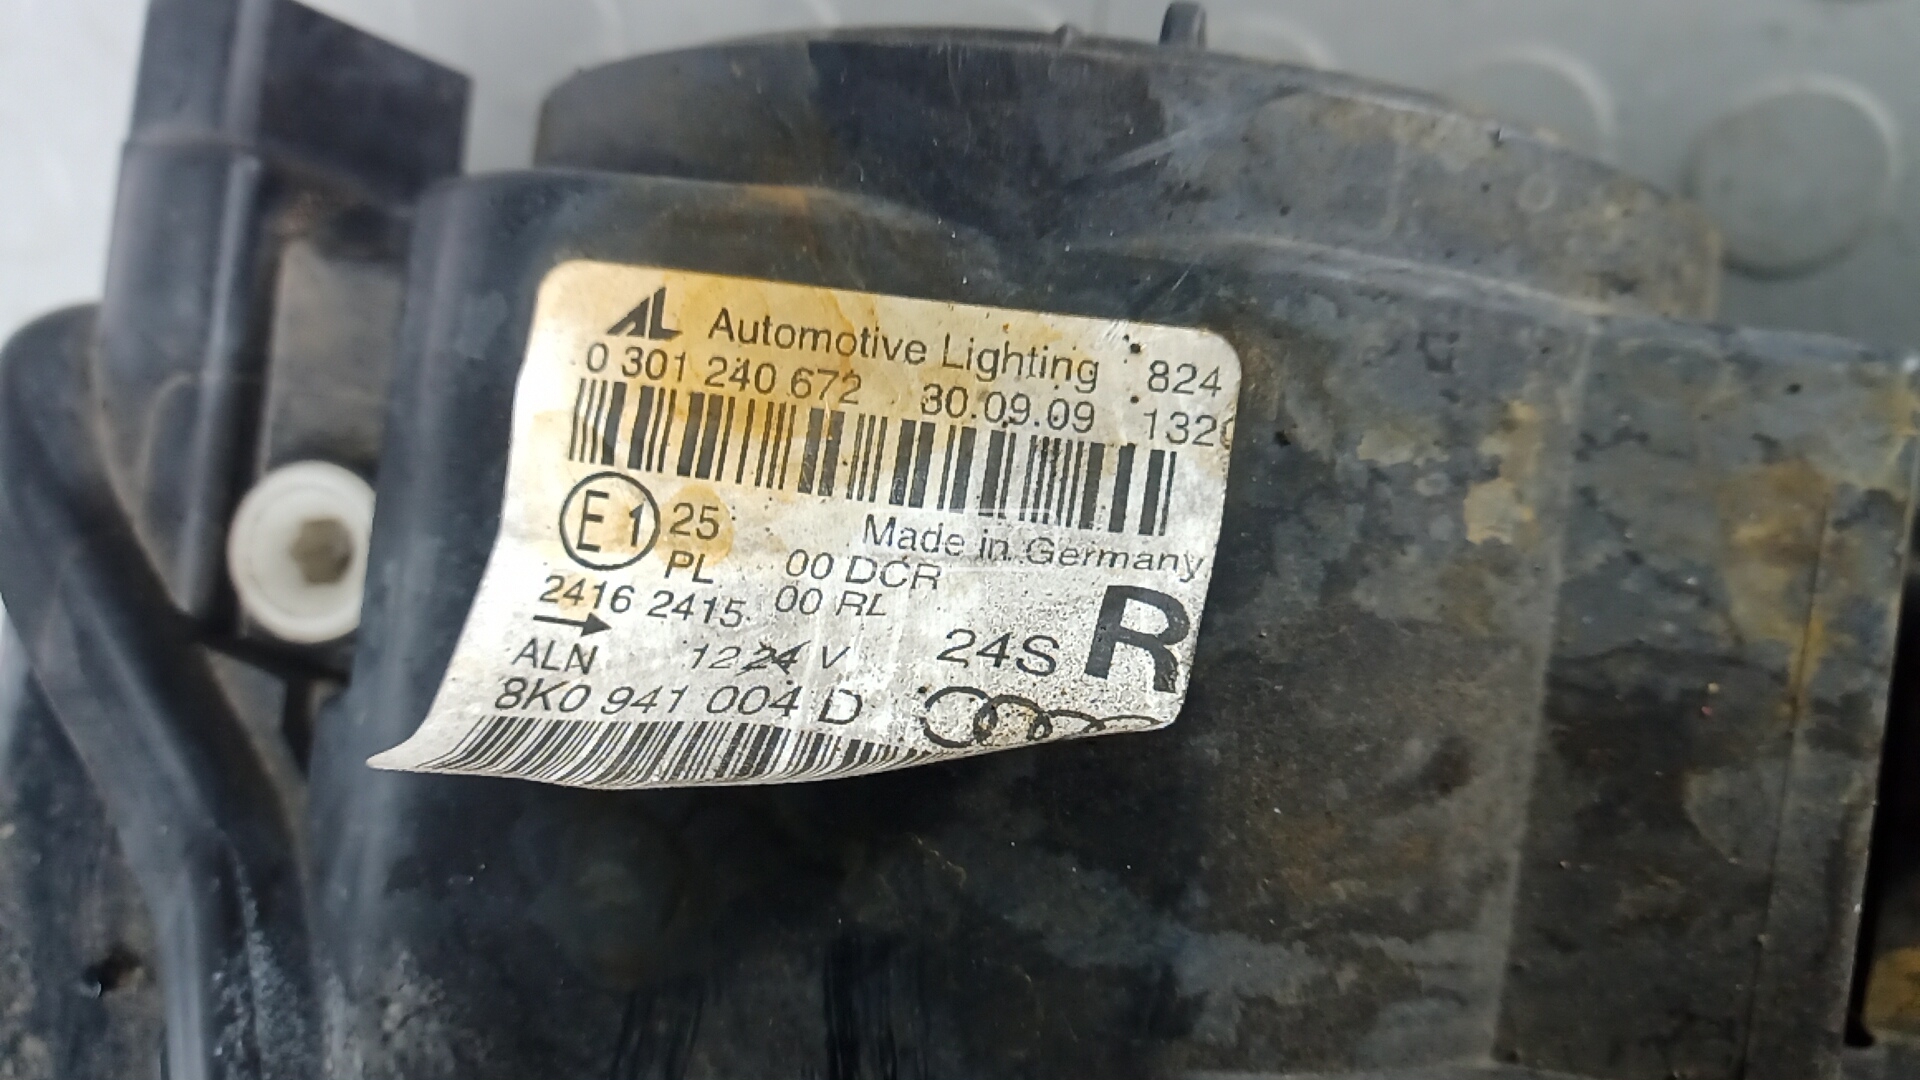 AL Automotive Lighting 824
0 301 240 672 30.09.09 132
E1 25 Made in Germany
PL 00 DCR
2416 2415 00 RL
ALN 12 24 V 24S R
8K0 941 004 D